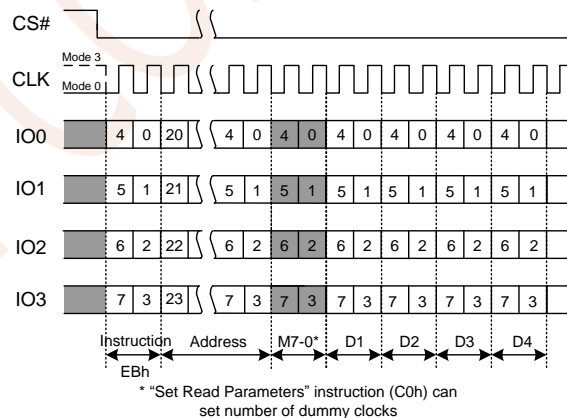 CS#
Mode 3
CLK
Mode 0
IO0 4 0 20 4 0 4 0 4 0 4 0 4 0 4 0
IO1 5 1 21 5 1 5 1 5 1 5 1 5 1 5 1
IO2 6 2 22 6 2 6 2 6 2 6 2 6 2 6 2
IO3 7 3 23 7 3 7 3 7 3 7 3 7 3 7 3
Instruction Address M7-0* D1 D2 D3 D4
EBh
* "Set Read Parameters" instruction (C0h) can
set number of dummy clocks